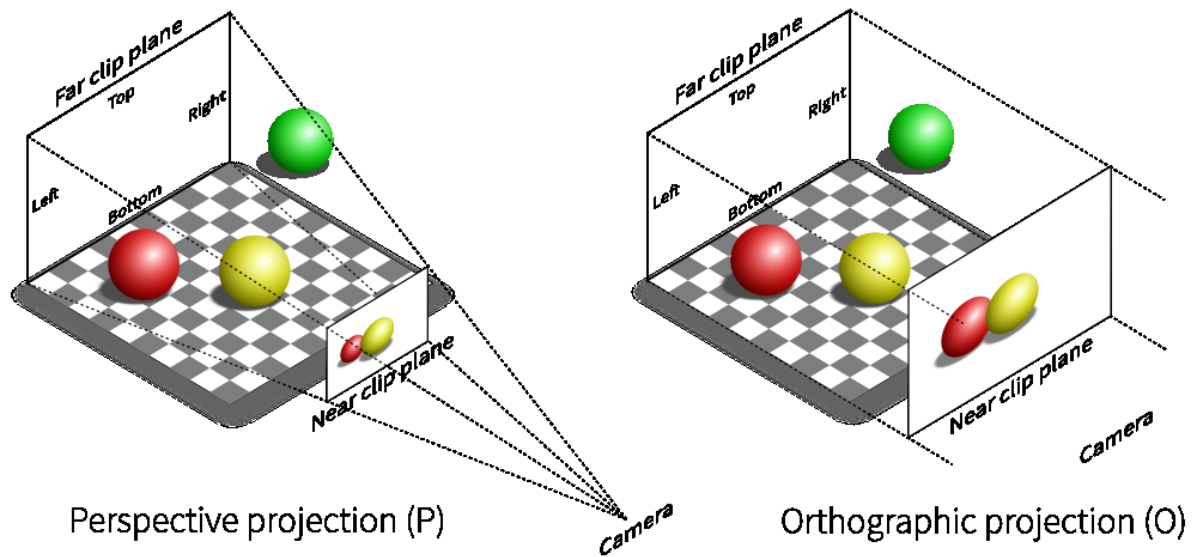 Far clip plane
Top
Right
Left
Bottom
Near clip plane
Camera
Perspective projection (P)
Far clip plane
Top
Right
Left
Bottom
Near clip plane
Camera
Orthographic projection (O)